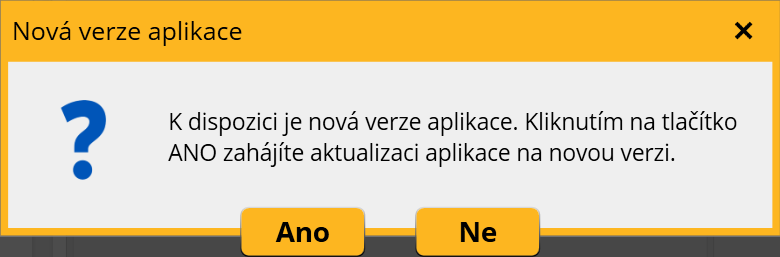 Nová verze aplikace
K dispozici je nová verze aplikace. Kliknutím na tlačítko
ANO zahájíte aktualizaci aplikace na novou verzi.
Ano
Ne